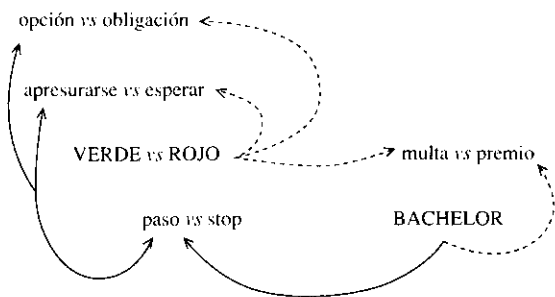 opción vs obligación
apresurarse vs esperar
VERDE vs ROJO
multa vs premio
paso vs stop
BACHELOR